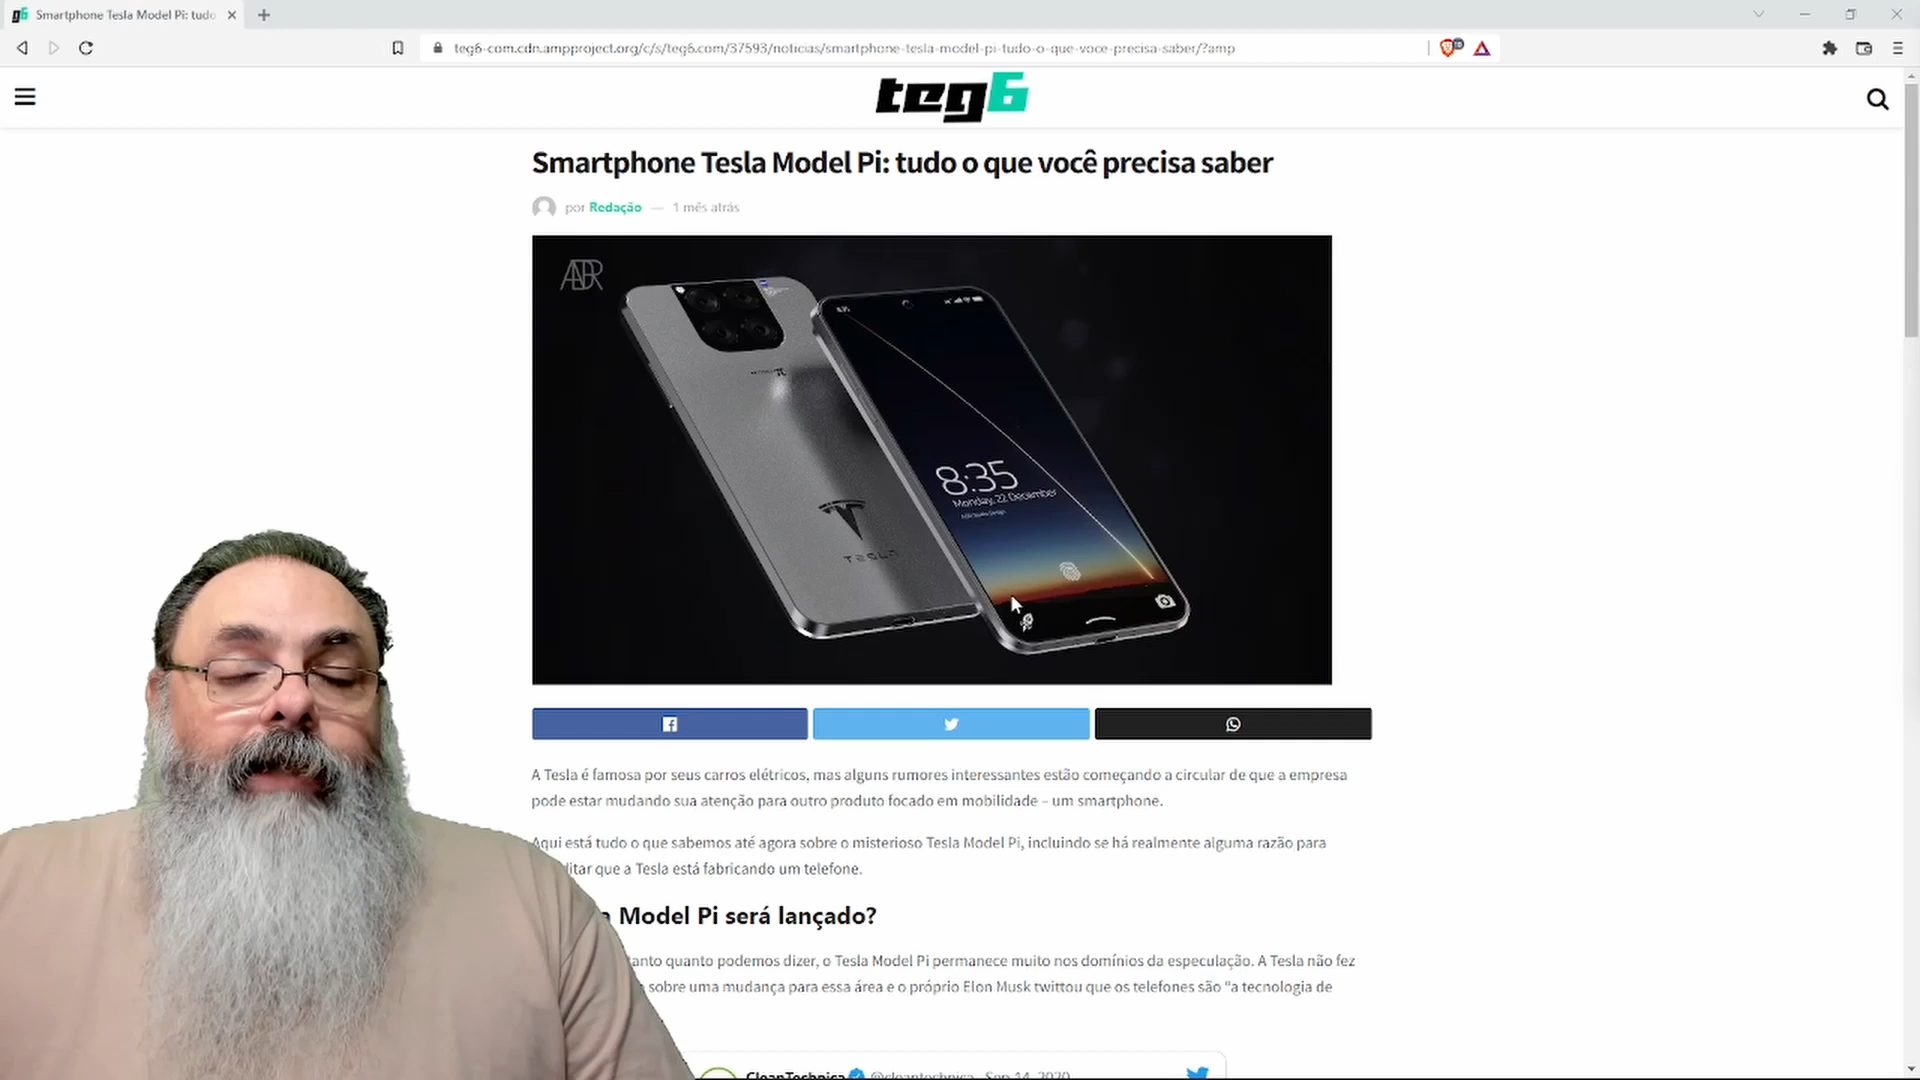 Smartphone Tesla Model Pi: tudo
teg6-com.cdn.ampproject.org/c/s/teg6.com/37593/noticias/smartphone-tesla-model-pi-tudo-o-que-voce-precisa-saber/?amp
teg6
Smartphone Tesla Model Pi: tudo o que você precisa saber
por Redação — 1 mês atrás
ADR
8:35
Monday, 22 December
TESLA
A Tesla é famosa por seus carros elétricos, mas alguns rumores interessantes estão começando a circular de que a empresa
pode estar mudando sua atenção para outro produto focado em mobilidade – um smartphone.
Aqui está tudo o que sabemos até agora sobre o misterioso Tesla Model Pi, incluindo se há realmente alguma razão para
que a Tesla está fabricando um telefone.
Model Pi será lançado?
tanto quanto podemos dizer, o Tesla Model Pi permanece muito nos domínios da especulação. A Tesla não fez
sobre uma mudança para essa área e o próprio Elon Musk twittou que os telefones são “a tecnologia de
CleanTechnica @cleantechnica · Sep 14, 2020